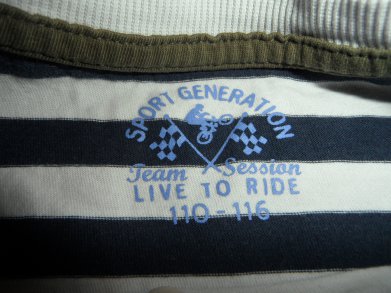 SPORT GENERATION
Team Session
LIVE TO RIDE
110-116